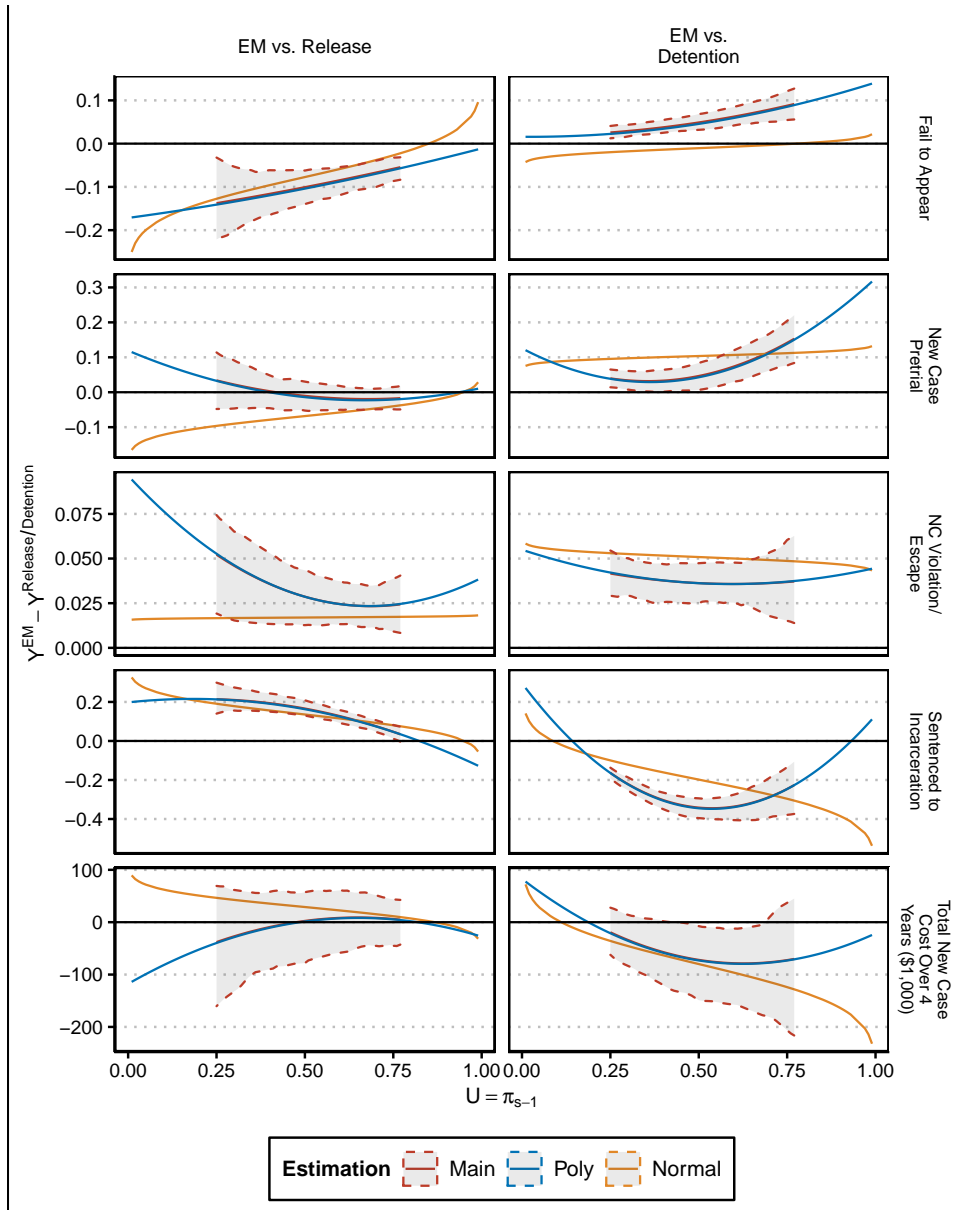 EM vs. Release
EM vs.
Detention
0.1
0.0
−0.1
−0.2
Fail to Appear
0.3
0.2
0.1
0.0
−0.1
New Case
Pretrial
0.075
0.050
0.025
0.000
NC Violation/
Escape
0.2
0.0
−0.2
−0.4
Sentenced to
Incarceration
100
0
−100
−200
Total New Case
Cost Over 4
Years ($1,000)
Y^EM − Y^Release/Detention
0.00 0.25 0.50 0.75 1.00 0.00 0.25 0.50 0.75 1.00
U = π_s−1
Estimation Main Poly Normal